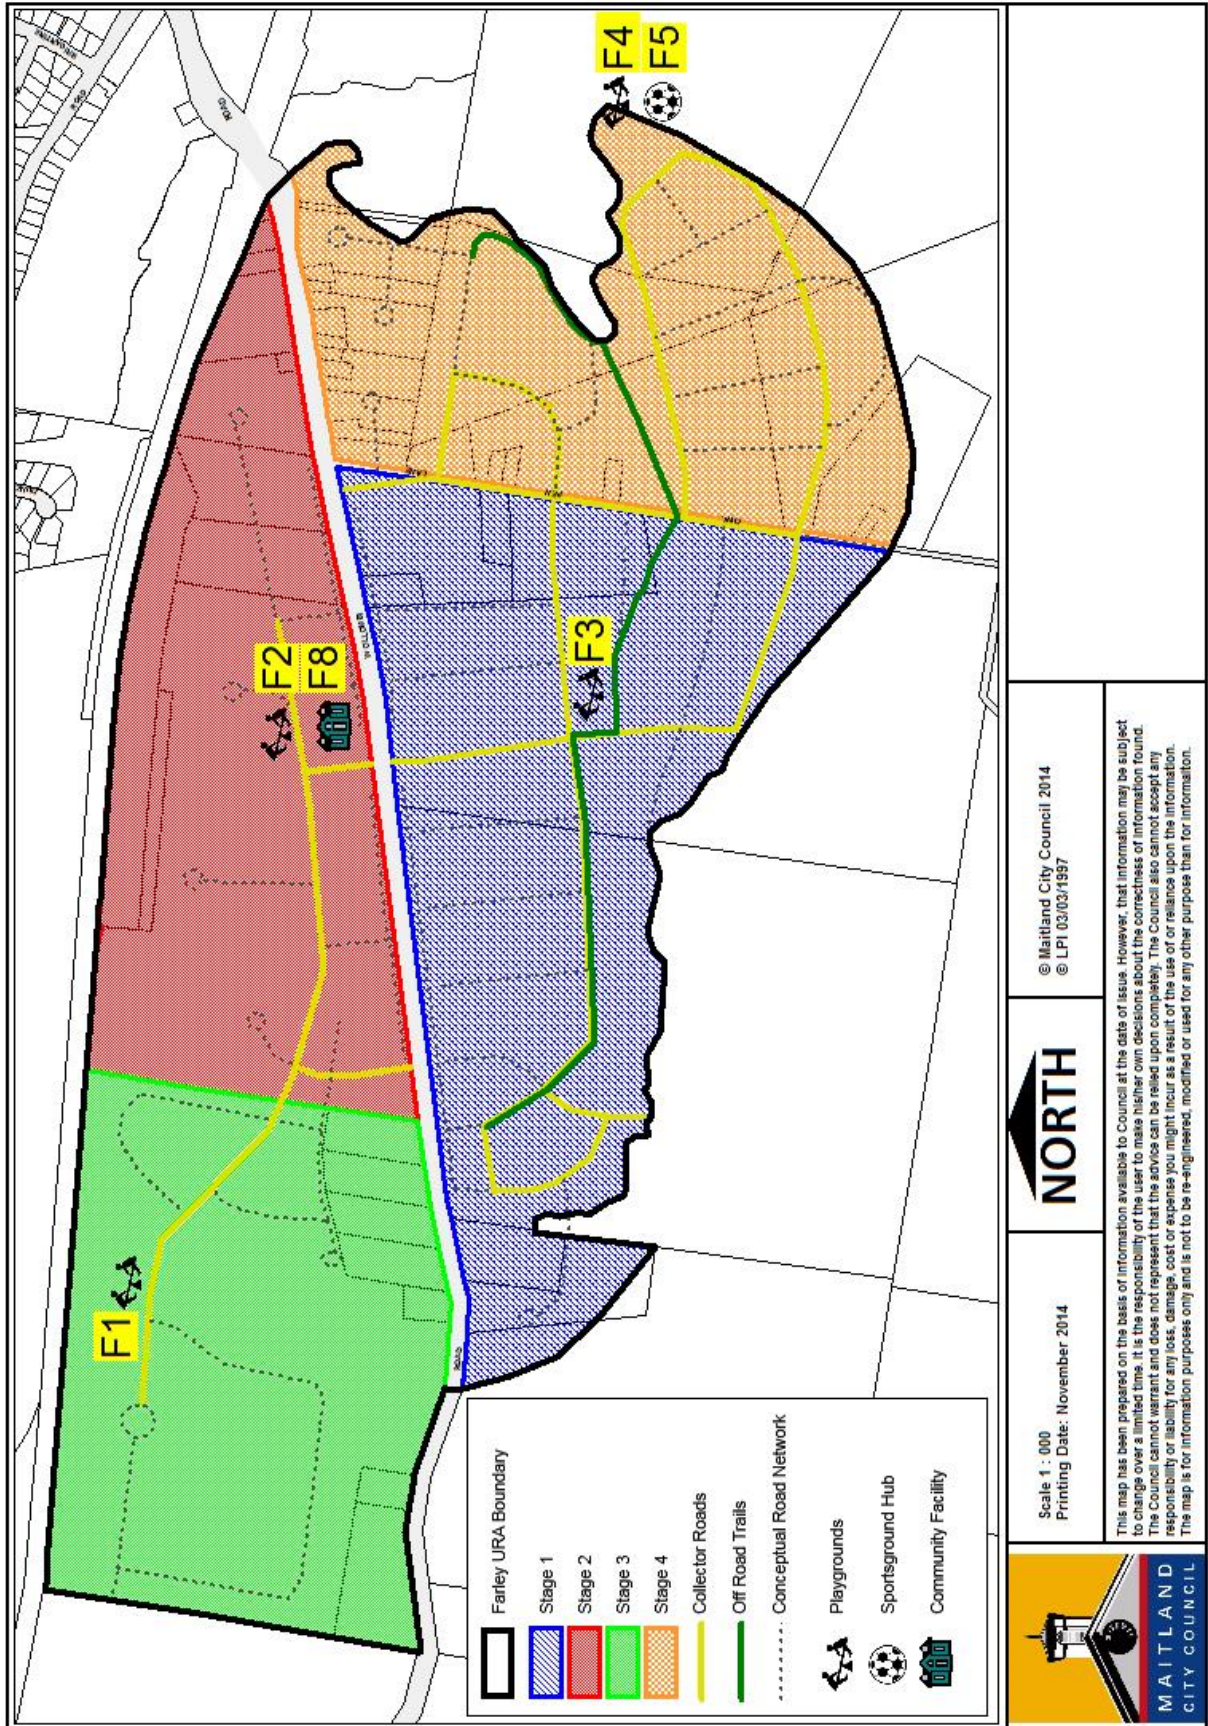 F4
F5
ROAD
F2
F8
F3
LANE
F1
ROAD
Farley URA Boundary
Stage 1
Stage 2
Stage 3
Stage 4
Collector Roads
Off Road Trails
Conceptual Road Network
Playgrounds
Sportsground Hub
Community Facility
MAITLAND
CITY COUNCIL
Scale 1 : 000
Printing Date: November 2014
NORTH
© Maitland City Council 2014
© LPI 03/03/1997
This map has been prepared on the basis of information available to Council at the date of issue. However, that information may be subject
to change over a limited time. It is the responsibility of the user to make his/her own decisions about the correctness of information found.
The Council cannot warrant and does not represent that the advice can be relied upon completely. The Council also cannot accept any
responsibility or liability for any loss, damage, cost or expense you might incur as a result of the use of or reliance upon the information.
The map is for information purposes only and is not to be re-engineered, modified or used for any other purpose than for information.